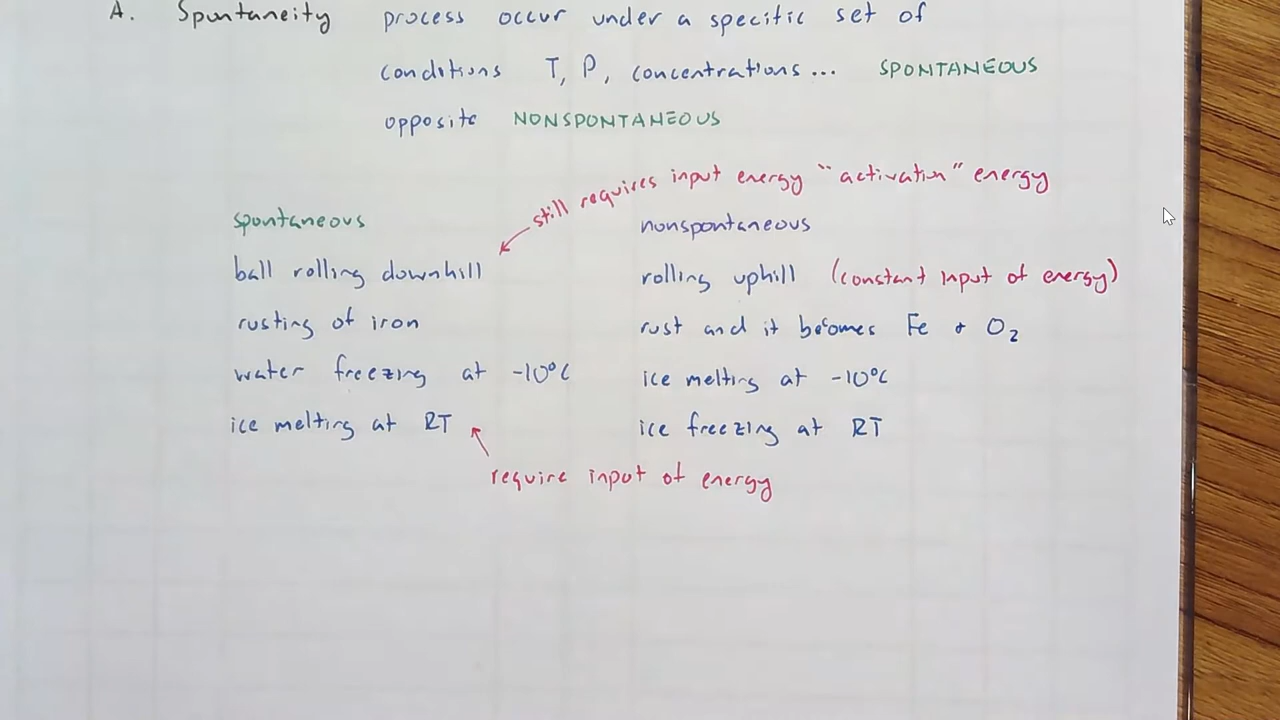 A. Spontaneity process occur under a specific set of
conditions T, P, concentrations... SPONTANEOUS
opposite NONSPONTANEOUS
still requires input energy "activation" energy
spontaneous nonspontaneous
ball rolling downhill rolling uphill (constant input of energy)
rusting of iron rust and it becomes Fe + O₂
water freezing at -10°C ice melting at -10°C
ice melting at RT ice freezing at RT
require input of energy